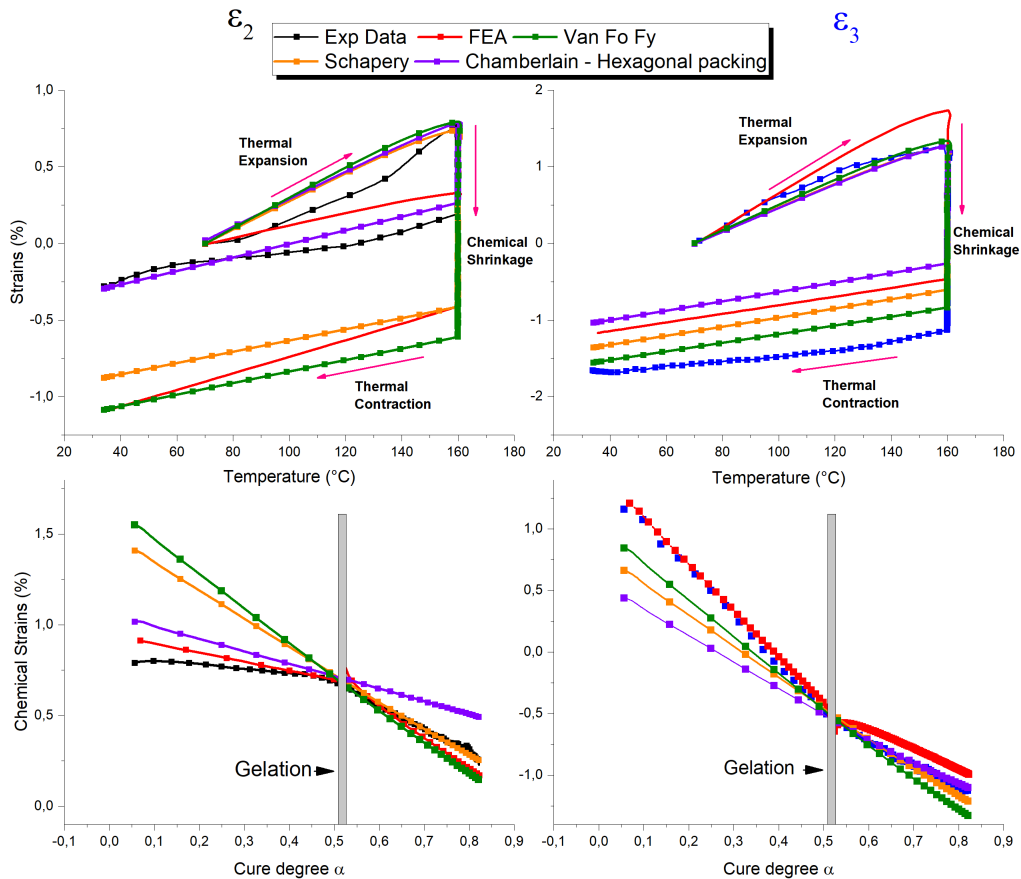 ε2
ε3
Exp Data FEA Van Fo Fy
Schapery Chamberlain - Hexagonal packing
1,0
0,5
0,0
-0,5
-1,0
Strains (%)
Thermal
Expansion
Chemical
Shrinkage
Thermal
Contraction
20 40 60 80 100 120 140 160 180
Temperature (°C)
2
1
0
-1
-2
Thermal
Expansion
Chemical
Shrinkage
Thermal
Contraction
20 40 60 80 100 120 140 160 180
Temperature (°C)
1,5
1,0
0,5
0,0
Chemical Strains (%)
Gelation
-0,1 0,0 0,1 0,2 0,3 0,4 0,5 0,6 0,7 0,8 0,9
Cure degree α
1,0
0,5
0,0
-0,5
-1,0
Gelation
-0,1 0,0 0,1 0,2 0,3 0,4 0,5 0,6 0,7 0,8 0,9
Cure degree α